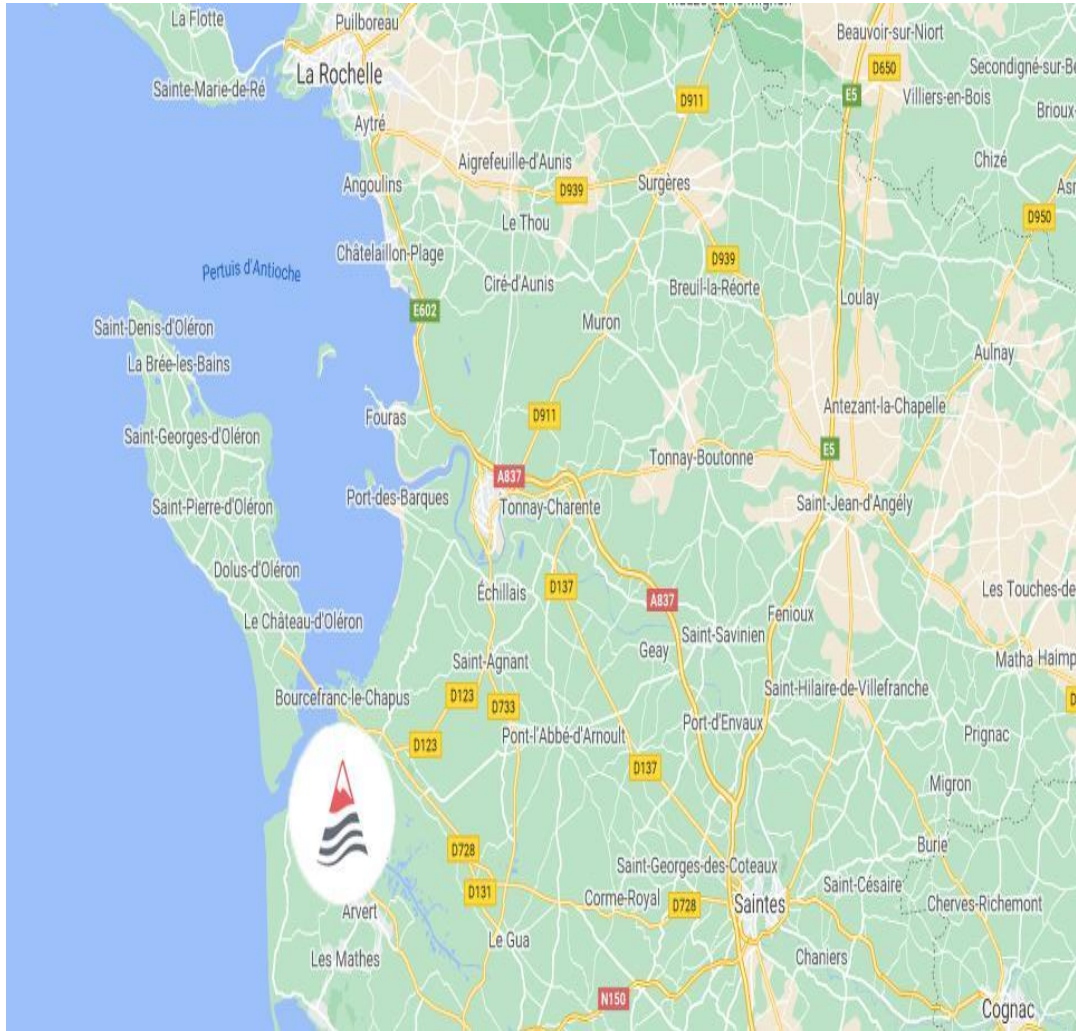 Mauzé-sur-le-Mignon
La Flotte
Puilboreau
Beauvoir-sur-Niort
La Rochelle
D650
Secondigné-sur-Be
Sainte-Marie-de-Ré
D911
E5
Villiers-en-Bois
Brioux-
Aytré
Aigrefeuille-d'Aunis
Chizé
Angoulins
D939
Surgères
Asn
Le Thou
D950
Châtelaillon-Plage
D939
Pertuis d'Antioche
Ciré-d'Aunis
Breuil-la-Réorte
Loulay
E602
Saint-Denis-d'Oléron
Muron
La Brée-les-Bains
Aulnay
Fouras
D911
Antezant-la-Chapelle
Saint-Georges-d'Oléron
E5
Tonnay-Boutonne
A837
Port-des-Barques
Saint-Pierre-d'Oléron
Tonnay-Charente
Saint-Jean-d'Angély
Dolus-d'Oléron
Échillais
D137
Les Touches-de-
A837
Le Château-d'Oléron
Fenioux
Saint-Savinien
Geay
Saint-Agnant
Matha
Haimp
Bourcefranc-le-Chapus
D123
Saint-Hilaire-de-Villefranche
D
D733
Port-d'Envaux
Pont-l'Abbé-d'Arnoult
Prignac
D123
D137
Migron
D728
Burie
Saint-Georges-des-Coteaux
Saint-Césaire
D131
Corme-Royal
D728
Saintes
Cherves-Richemont
Arvert
Le Gua
Les Mathes
Chaniers
N150
Cognac